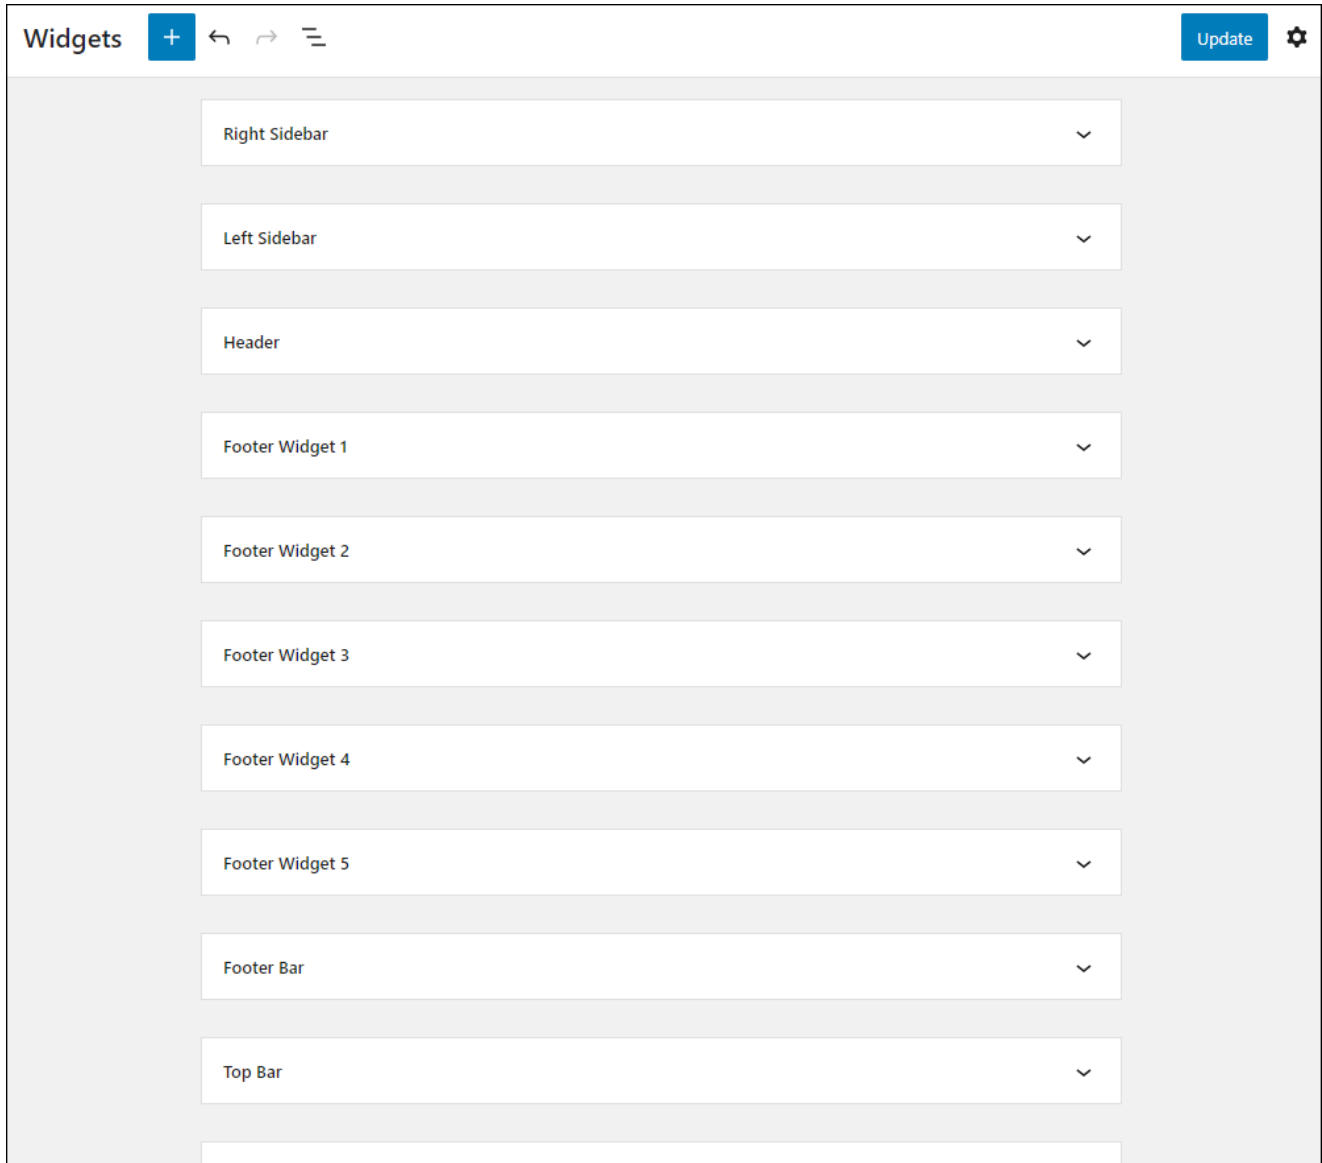 Widgets
Update
Right Sidebar
Left Sidebar
Header
Footer Widget 1
Footer Widget 2
Footer Widget 3
Footer Widget 4
Footer Widget 5
Footer Bar
Top Bar